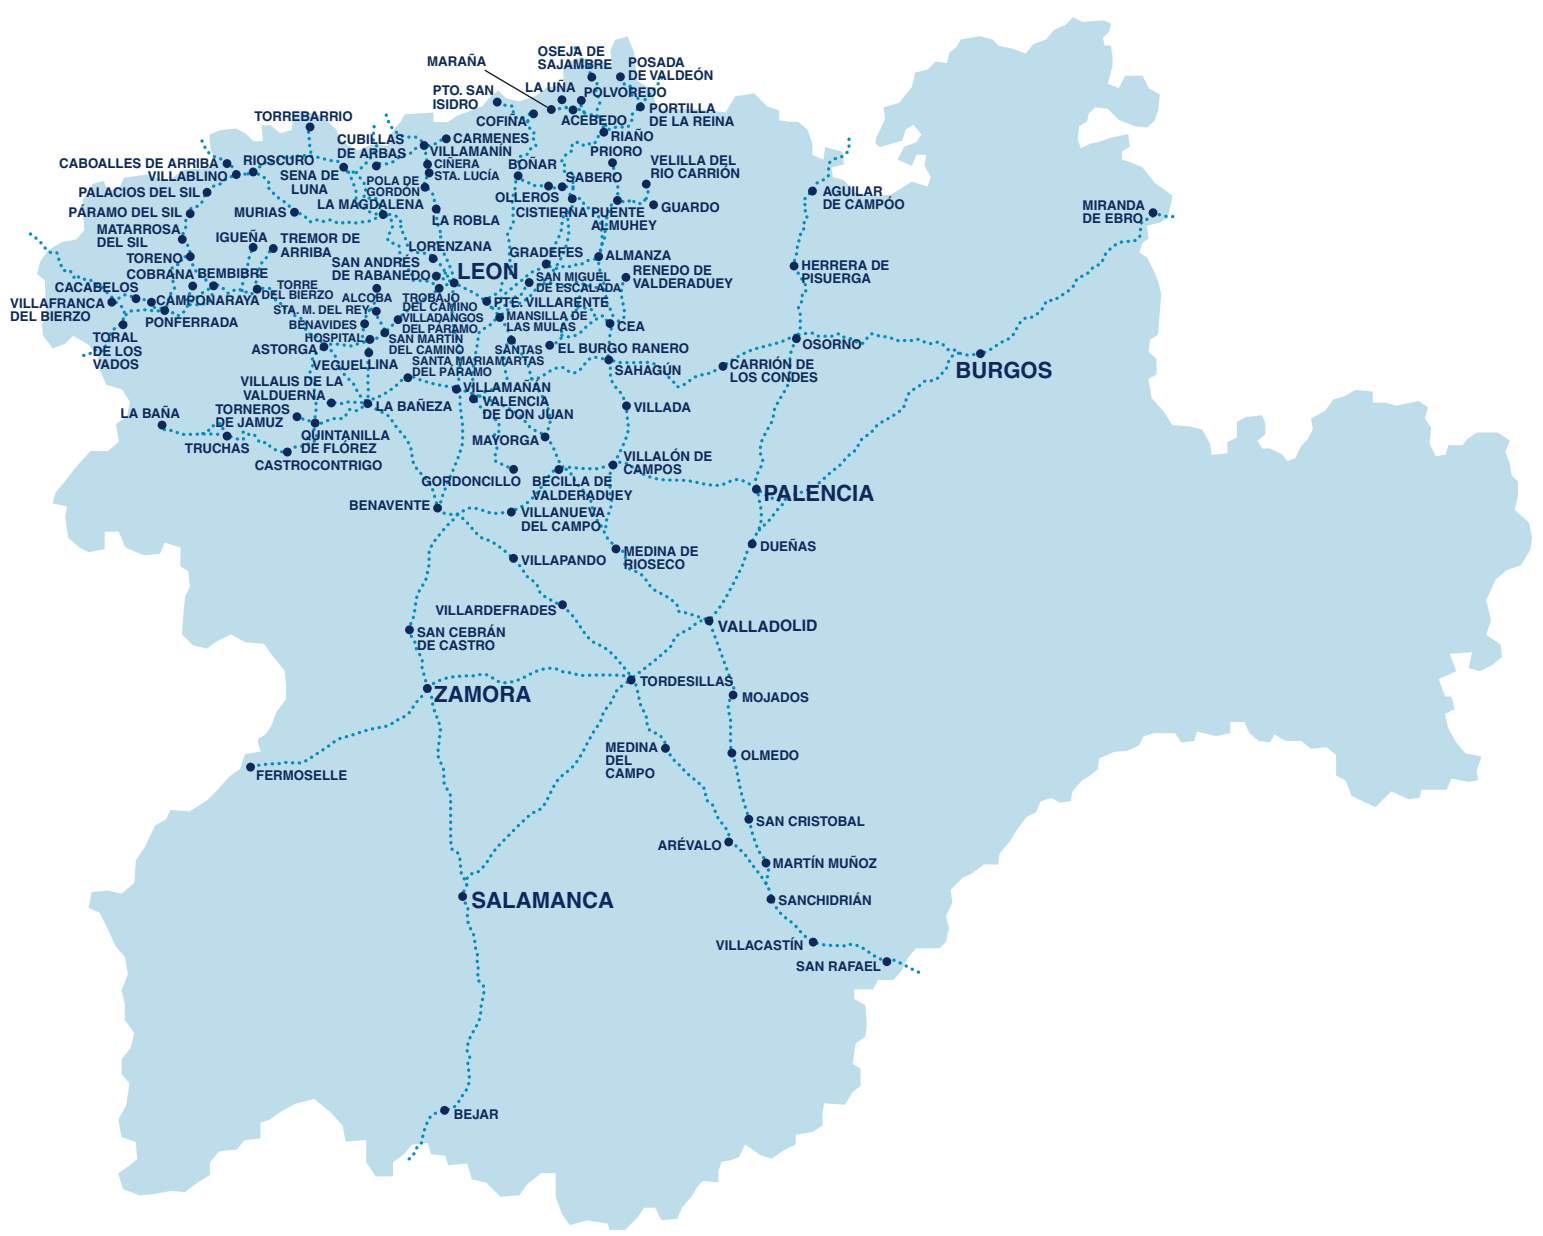 OSEJA DE
SAJAMBRE
MARAÑA
POSADA
DE VALDEÓN
PTO. SAN
ISIDRO
LA UÑA
POLVOREDO
COFIÑA
ACEBEDO
PORTILLA
DE LA REINA
TORREBARRIO
CUBILLAS
DE ARBAS
CARMENES
VILLAMANÍN
RIAÑO
PRIORO
CABOALLES DE ARRIBA
VILLABLINO
RIOSCURO
SENA DE
LUNA
CIÑERA
STA. LUCÍA
BOÑAR
SABERO
VELILLA DEL
RIO CARRIÓN
PALACIOS DEL SIL
POLA DE
GORDÓN
LA MAGDALENA
OLLEROS
CISTIERNA
PUENTE
ALMUHEY
GUARDO
AGUILAR
DE CAMPÓO
MIRANDA
DE EBRO
PÁRAMO DEL SIL
MURIAS
LA ROBLA
MATARROSA
DEL SIL
IGUEÑA
TREMOR DE
ARRIBA
LORENZANA
TORENO
SAN ANDRÉS
DE RABANEDO
LEON
GRADEFES
ALMANZA
HERRERA DE
PISUERGA
COBRANA
BEMBIBRE
SAN MIGUEL
DE ESCALADA
RENEDO DE
VALDERADUEY
CACABELOS
TORRE
DEL BIERZO
VILLAFRANCA
DEL BIERZO
CAMPONARAYA
ALCOBA
TROBAJO
DEL CAMINO
PTE. VILLARENTE
PONFERRADA
STA. M. DEL REY
VILLADANGOS
DEL PÁRAMO
MANSILLA DE
LAS MULAS
CEA
BENAVIDES
HOSPITAL
TORAL
DE LOS
VADOS
ASTORGA
SAN MARTÍN
DEL CAMINO
SANTAS
MARTAS
EL BURGO RANERO
OSORNO
VEGUELLINA
SANTA MARIA
DEL PÁRAMO
SAHAGÚN
CARRIÓN DE
LOS CONDES
BURGOS
VILLALIS DE LA
VALDUERNA
VILLAMAÑAN
LA BAÑA
TORNEROS
DE JAMUZ
LA BAÑEZA
VALENCIA
DE DON JUAN
VILLADA
TRUCHAS
QUINTANILLA
DE FLÓREZ
MAYORGA
CASTROCONTRIGO
VILLALÓN DE
CAMPOS
GORDONCILLO
BECILLA DE
VALDERADUEY
PALENCIA
BENAVENTE
VILLANUEVA
DEL CAMPO
VILLAPANDO
MEDINA DE
RIOSECO
DUEÑAS
VILLARDEFRADES
VALLADOLID
SAN CEBRÁN
DE CASTRO
ZAMORA
TORDESILLAS
MOJADOS
MEDINA
DEL
CAMPO
OLMEDO
FERMOSELLE
SAN CRISTOBAL
ARÉVALO
MARTÍN MUÑOZ
SALAMANCA
SANCHIDRIÁN
VILLACASTÍN
SAN RAFAEL
BEJAR